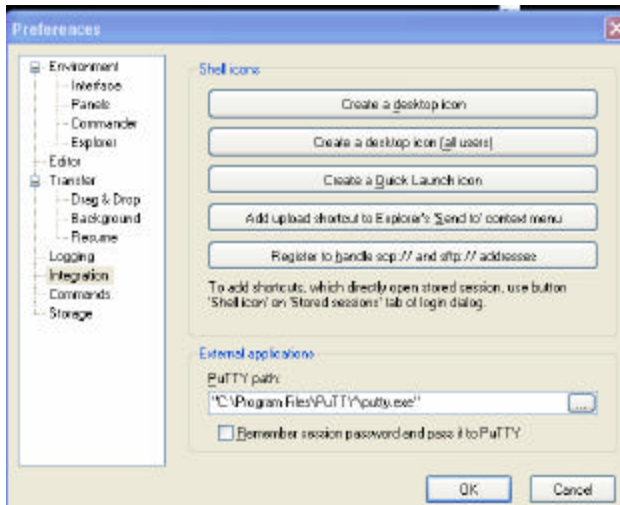 Preferences
Environment
Interface
Panels
Commander
Explorer
Editor
Transfer
Drag & Drop
Background
Resume
Logging
Integration
Commands
Storage
Shell icons
Create a desktop icon
Create a desktop icon (all users)
Create a Quick Launch icon
Add upload shortcut to Explorer's 'Send to' context menu
Register to handle scp:// and sftp:// addresses
To add shortcuts, which directly open stored session, use button
'Shell icon' on 'Stored sessions' tab of login dialog.
External applications
PuTTY path:
"C:\Program Files\PuTTY\putty.exe"
...
Remember session password and pass it to PuTTY
OK
Cancel